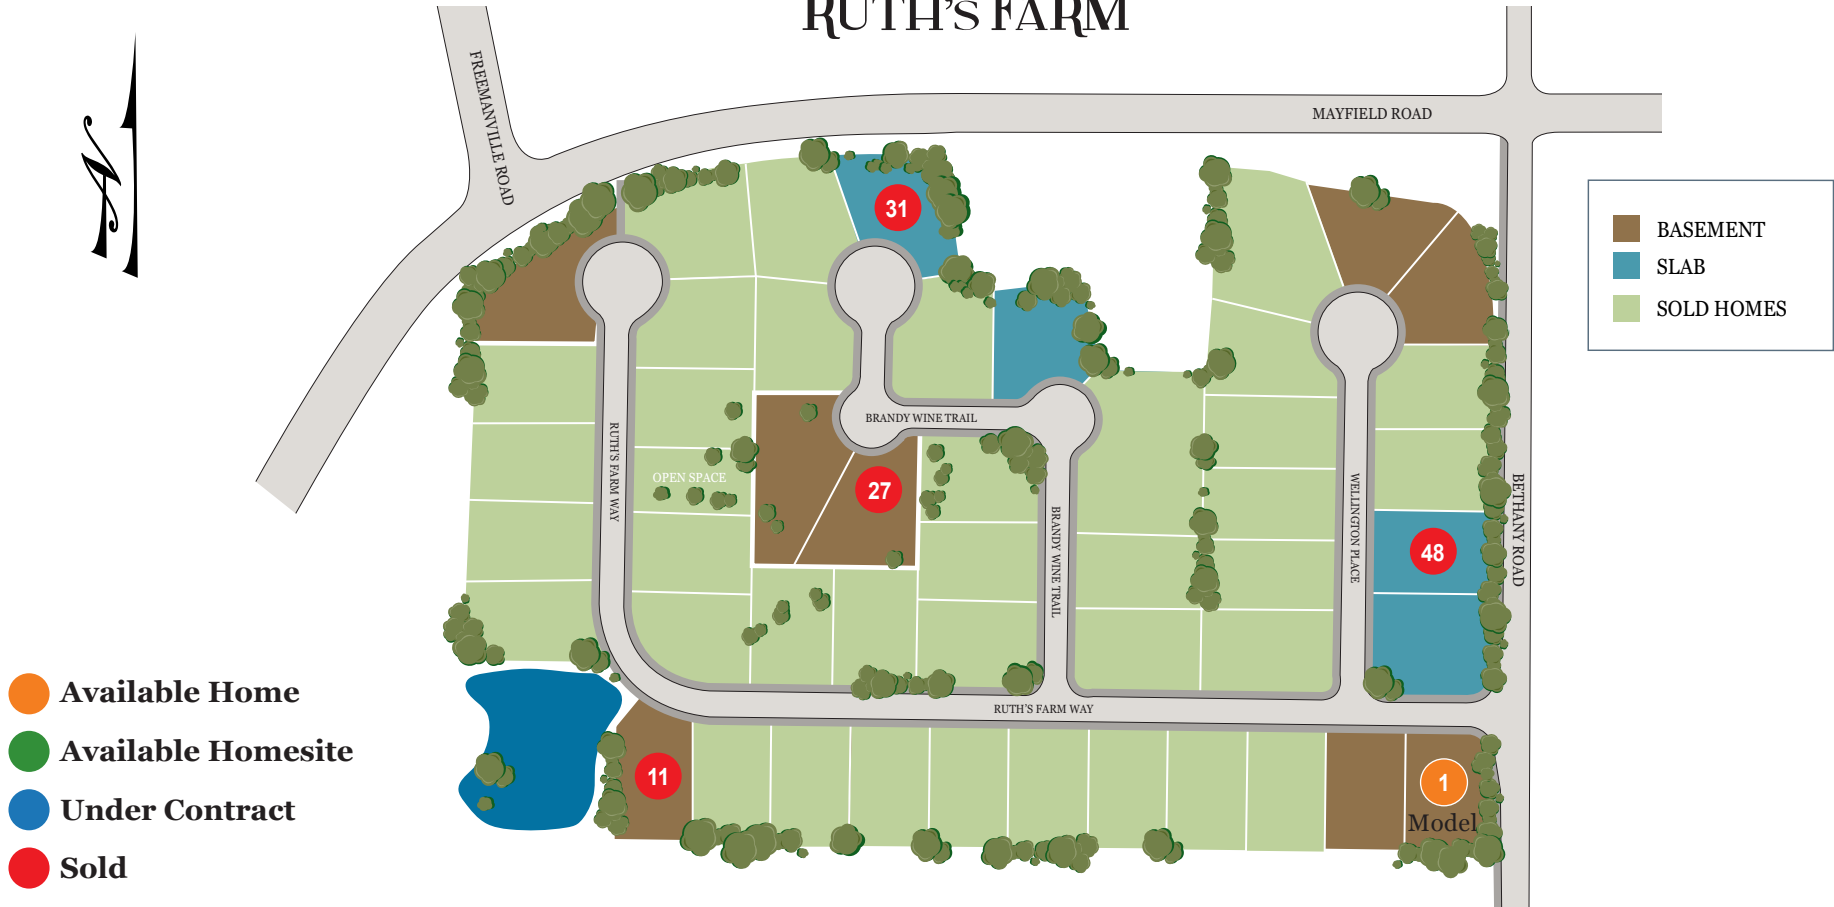 RUTH'S FARM
FREEMANVILLE ROAD
MAYFIELD ROAD
31
BASEMENT
SLAB
SOLD HOMES
BRANDY WINE TRAIL
RUTH'S FARM WAY
OPEN SPACE
27
BRANDY WINE TRAIL
WELLINGTON PLACE
48
BETHANY ROAD
RUTH'S FARM WAY
11
1
Model
Available Home
Available Homesite
Under Contract
Sold